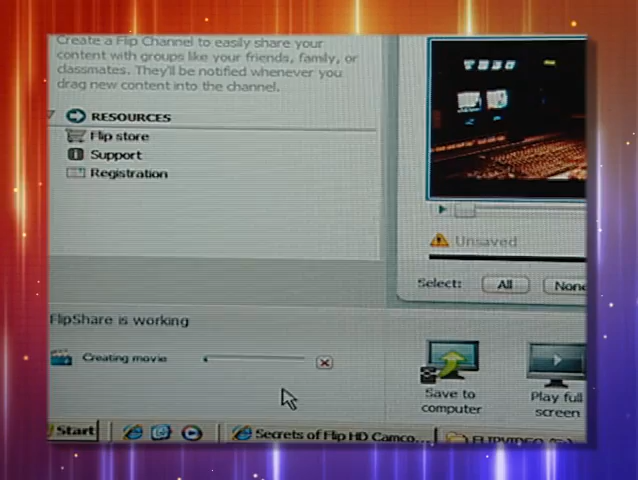 Create a Flip Channel to easily share your
content with groups like your friends, family, or
classmates. They'll be notified whenever you
drag new content into the channel.
RESOURCES
Flip store
Support
Registration
Unsaved
Select: All None
FlipShare is working
Creating movie
Save to
computer
Play full
screen
Start
Secrets of Flip HD Camco...
FLIPVIDEO